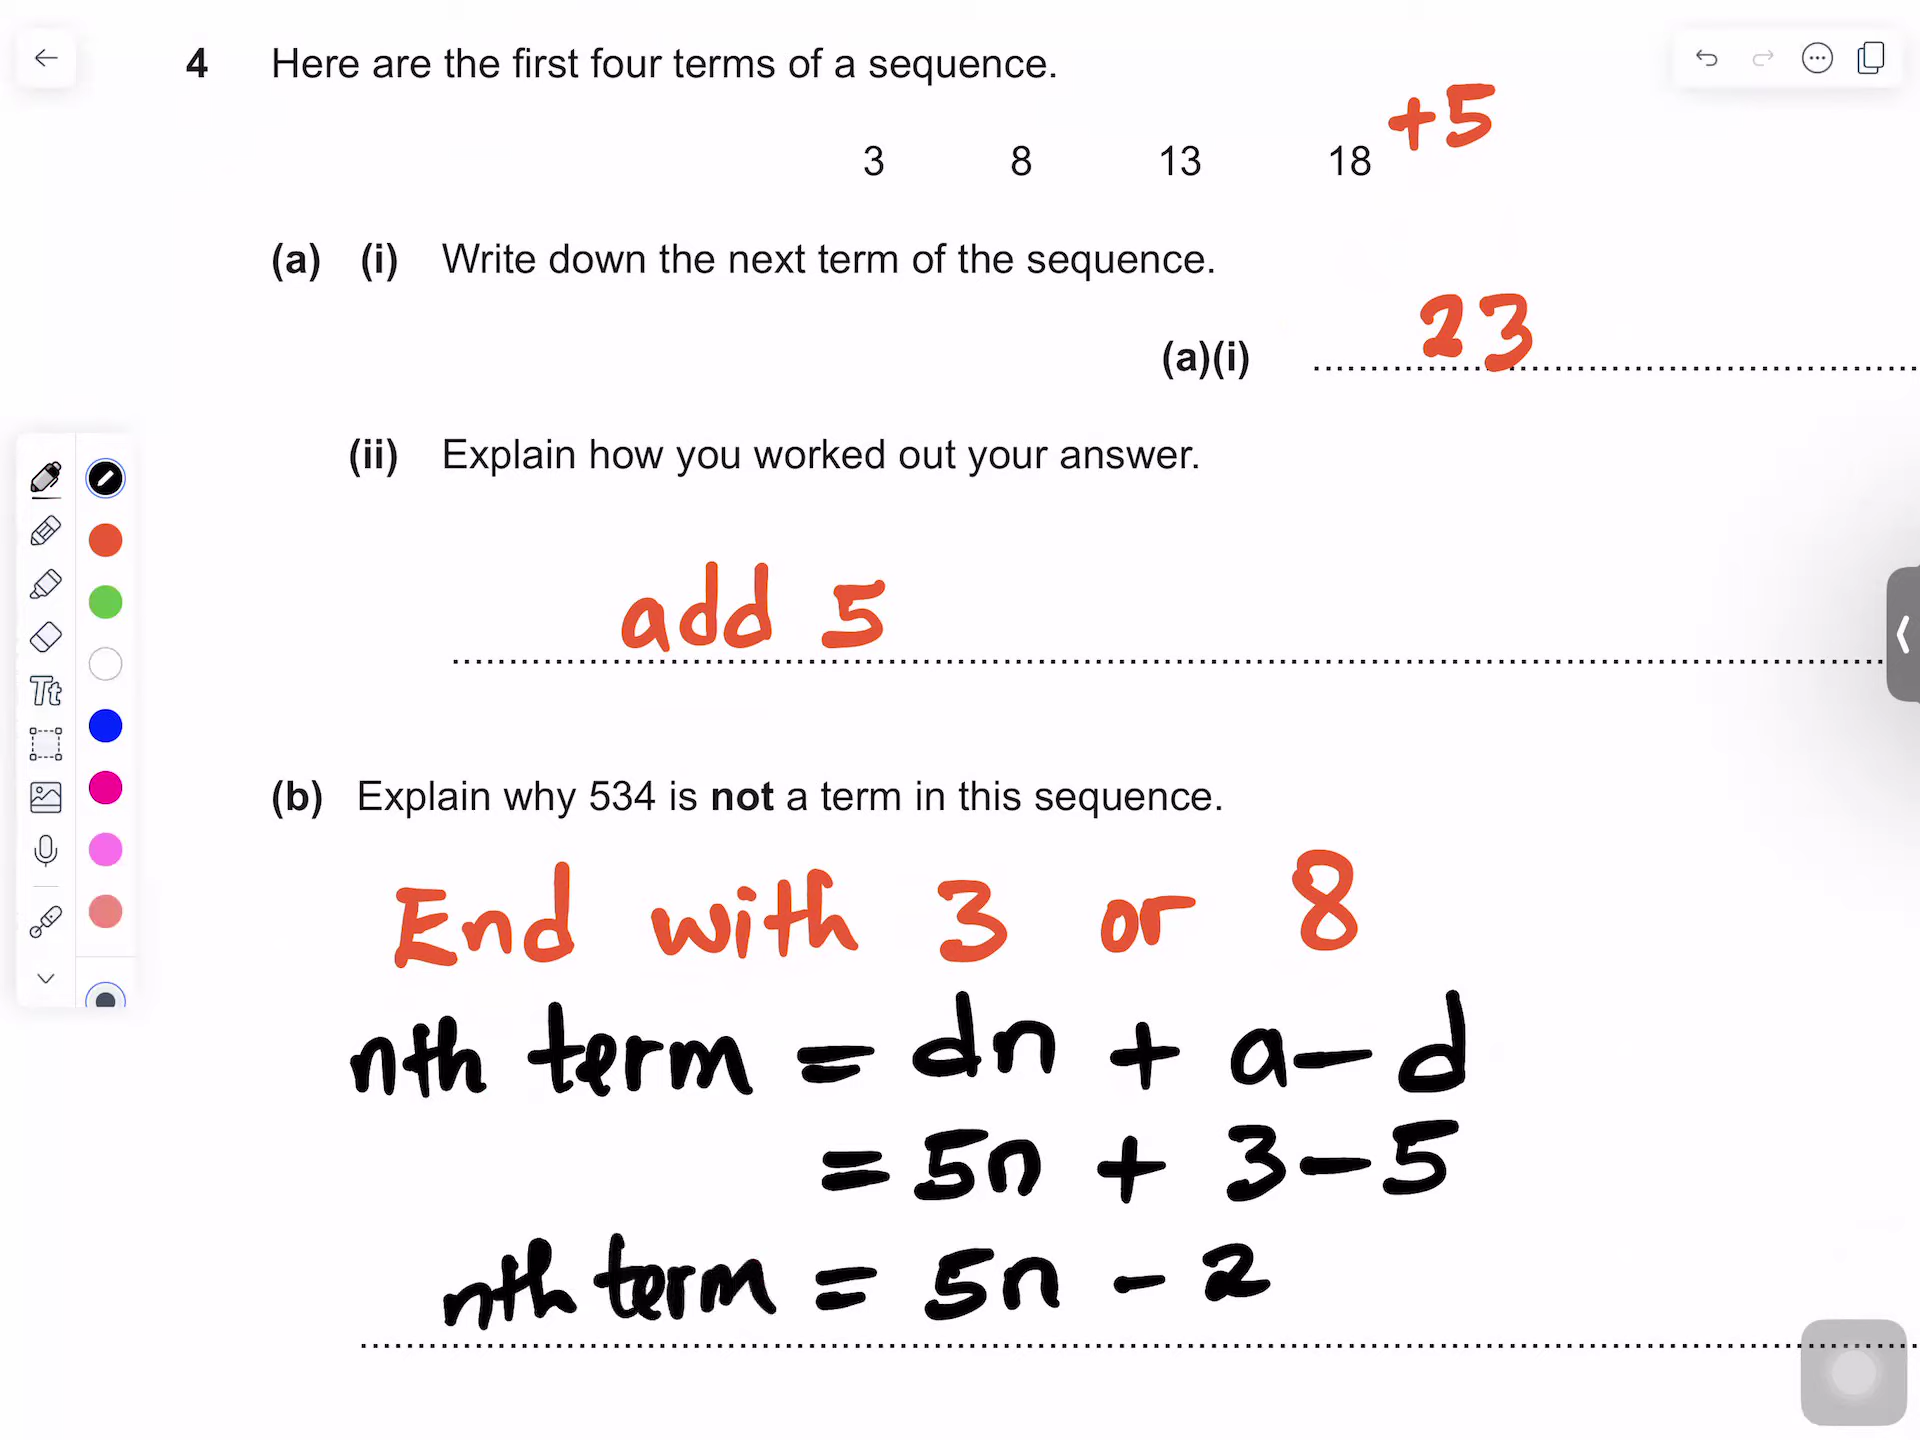 4 Here are the first four terms of a sequence.
+5
3 8 13 18
(a) (i) Write down the next term of the sequence.
(a)(i) 23
(ii) Explain how you worked out your answer.
add 5
(b) Explain why 534 is not a term in this sequence.
End with 3 or 8
nth term = dn + a - d
= 5n + 3 - 5
nth term = 5n - 2
Tt